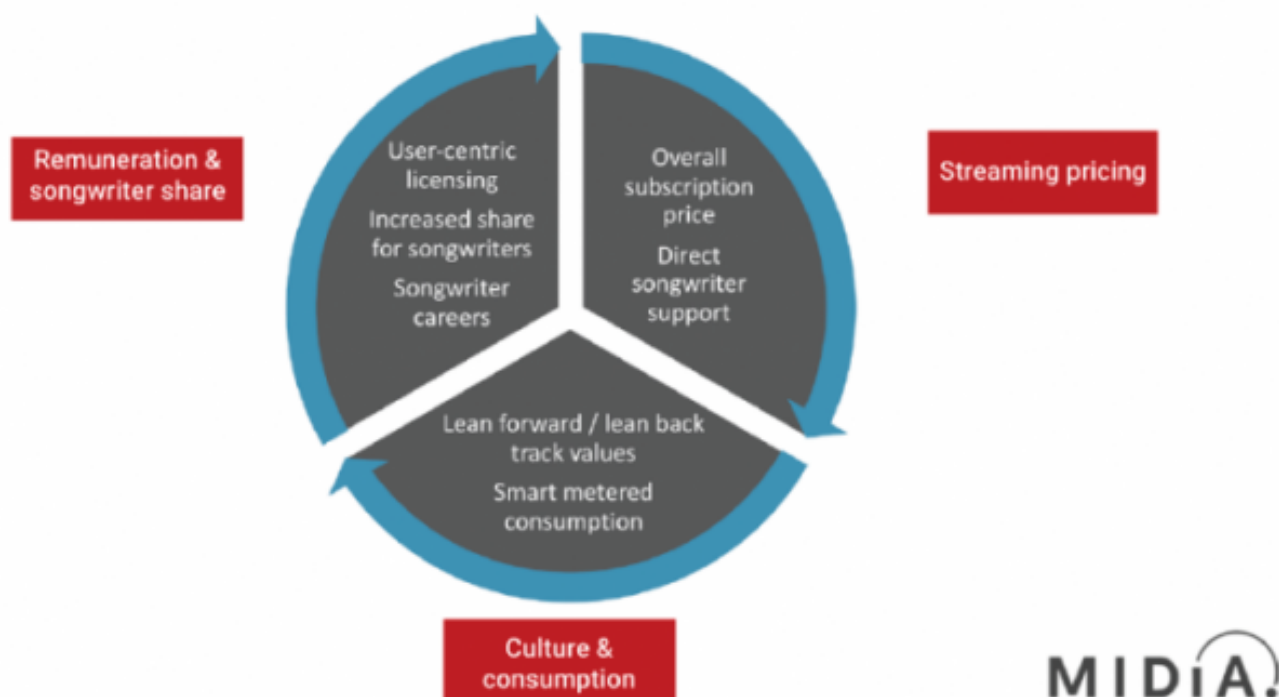 Remuneration &
songwriter share
User-centric
licensing
Increased share
for songwriters
Songwriter
careers
Overall
subscription
price
Direct
songwriter
support
Streaming pricing
Lean forward / lean back
track values
Smart metered
consumption
Culture &
consumption
MIDiA